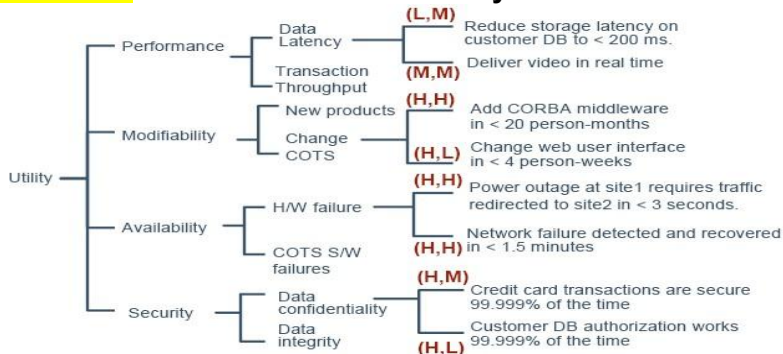 (L,M)
Data
Latency
Reduce storage latency on
customer DB to < 200 ms.
Performance
Deliver video in real time
Transaction
Throughput
(M,M)
(H,H)
New products
Add CORBA middleware
in < 20 person-months
Modifiability
Change
COTS
(H,L)
Change web user interface
in < 4 person-weeks
Utility
(H,H)
Power outage at site1 requires traffic
redirected to site2 in < 3 seconds.
H/W failure
Availability
Network failure detected and recovered
in < 1.5 minutes
(H,H)
COTS S/W
failures
(H,M)
Data
confidentiality
Credit card transactions are secure
99.999% of the time
Security
Data
integrity
Customer DB authorization works
99.999% of the time
(H,L)